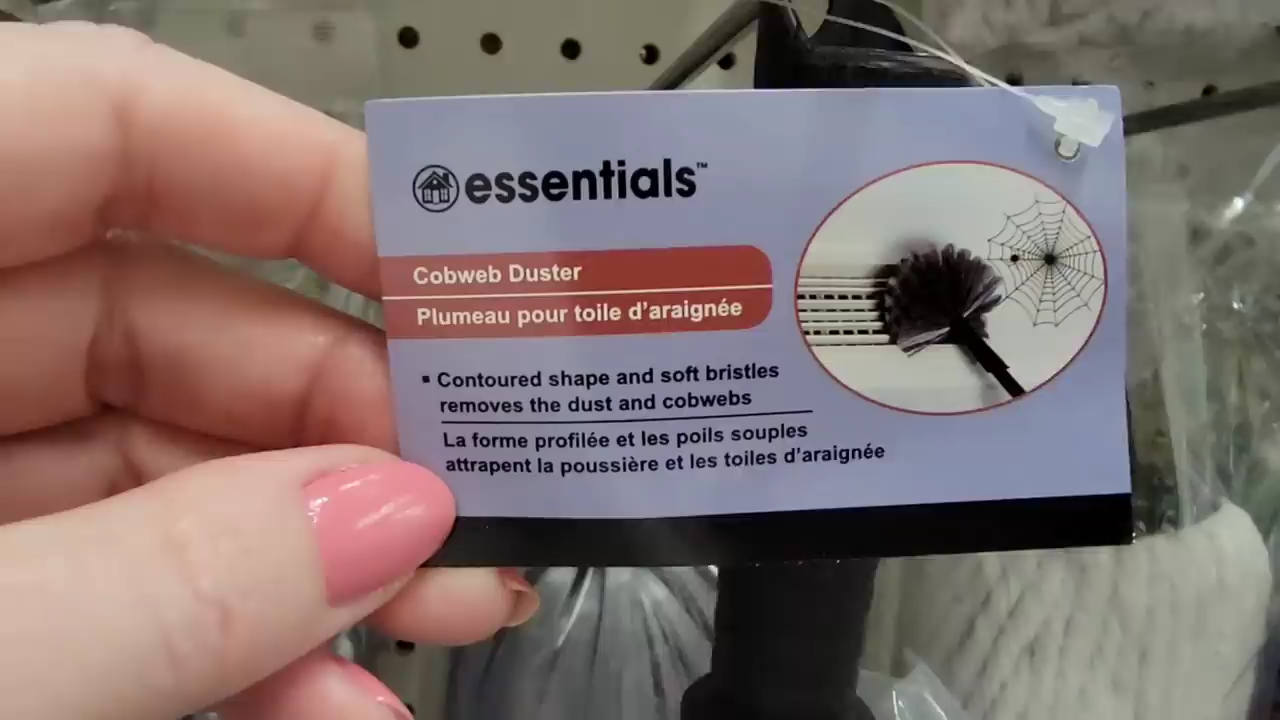 essentials™
Cobweb Duster
Plumeau pour toile d'araignée
▪ Contoured shape and soft bristles
removes the dust and cobwebs
La forme profilée et les poils souples
attrapent la poussière et les toiles d'araignée